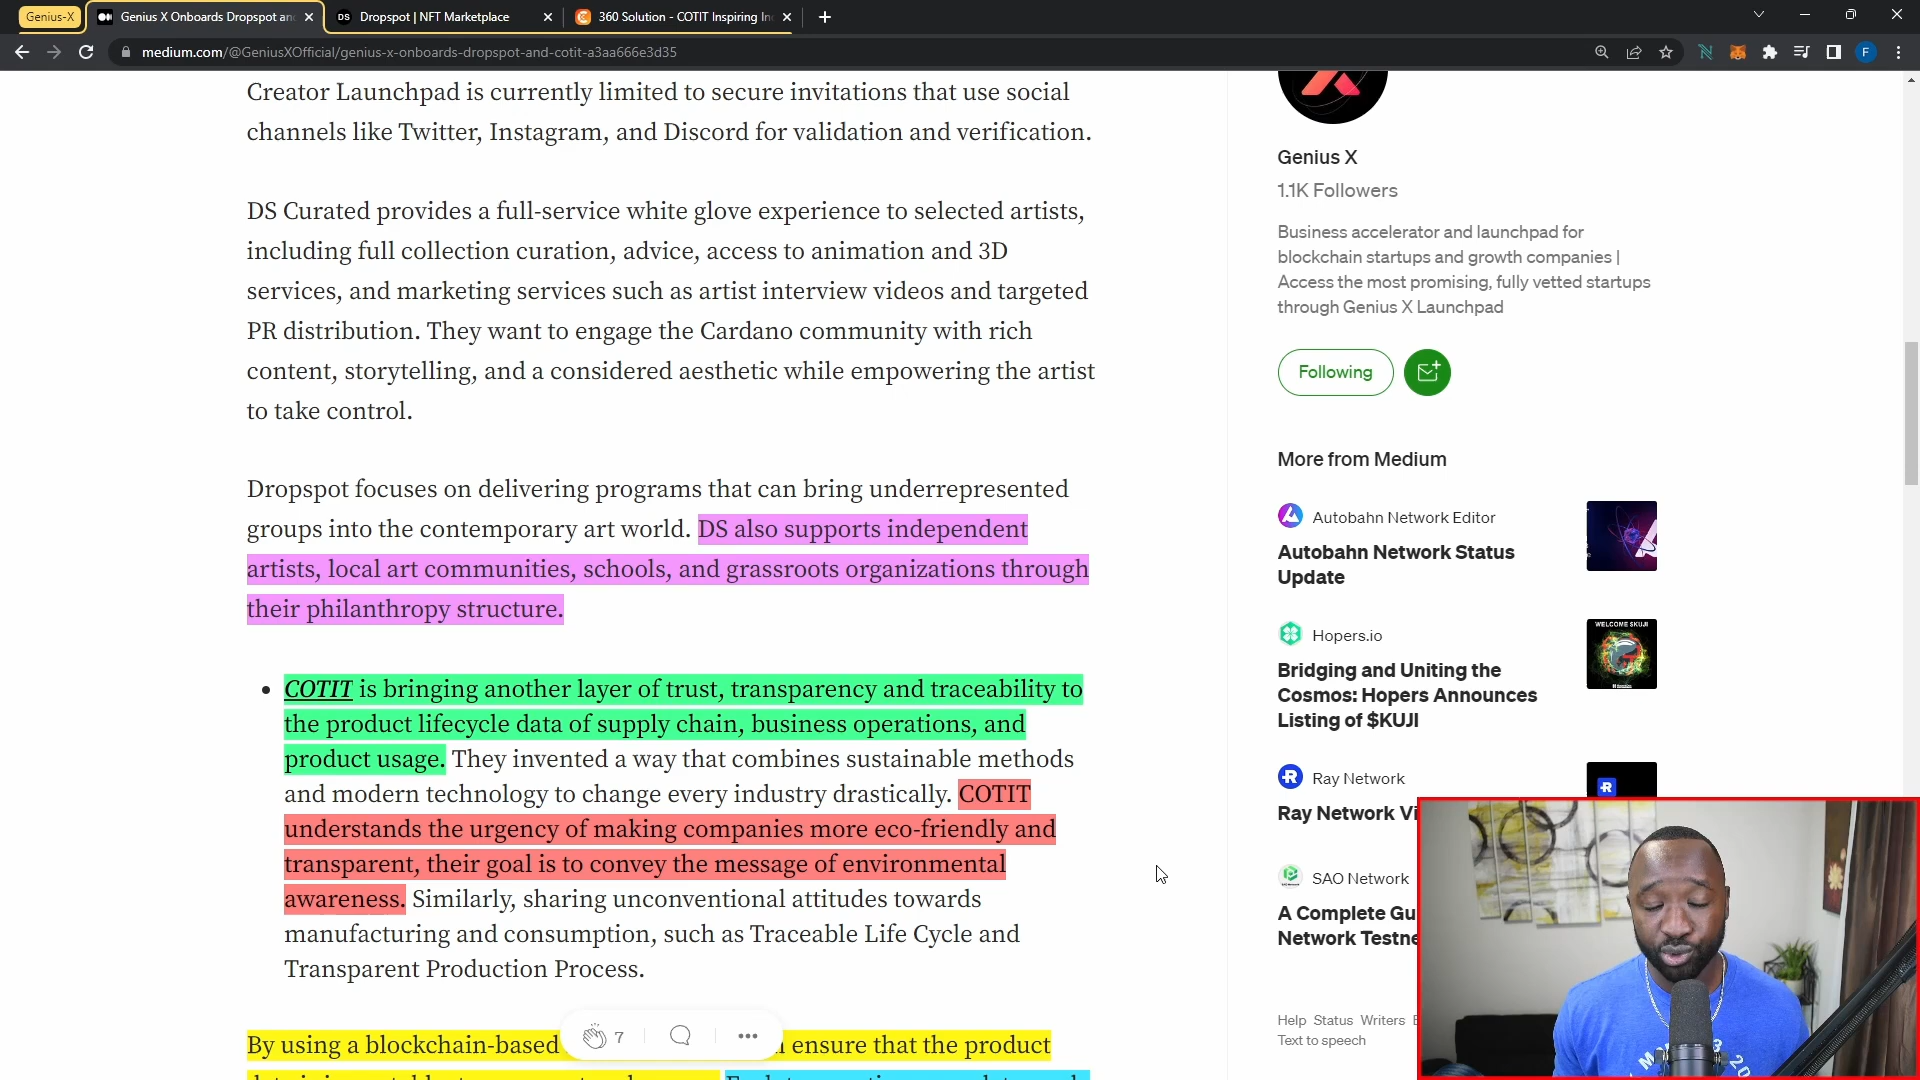 Genius-X
Genius X Onboards Dropspot an
Dropspot | NFT Marketplace
360 Solution - COTIT Inspiring In
medium.com/@GeniusXOfficial/genius-x-onboards-dropspot-and-cotit-a3aa666e3d35
F
Creator Launchpad is currently limited to secure invitations that use social
channels like Twitter, Instagram, and Discord for validation and verification.
DS Curated provides a full-service white glove experience to selected artists,
including full collection curation, advice, access to animation and 3D
services, and marketing services such as artist interview videos and targeted
PR distribution. They want to engage the Cardano community with rich
content, storytelling, and a considered aesthetic while empowering the artist
to take control.
Dropspot focuses on delivering programs that can bring underrepresented
groups into the contemporary art world. DS also supports independent
artists, local art communities, schools, and grassroots organizations through
their philanthropy structure.
• COTIT is bringing another layer of trust, transparency and traceability to
the product lifecycle data of supply chain, business operations, and
product usage. They invented a way that combines sustainable methods
and modern technology to change every industry drastically. COTIT
understands the urgency of making companies more eco-friendly and
transparent, their goal is to convey the message of environmental
awareness. Similarly, sharing unconventional attitudes towards
manufacturing and consumption, such as Traceable Life Cycle and
Transparent Production Process.
By using a blockchain-based
ensure that the product
7
Genius X
1.1K Followers
Business accelerator and launchpad for
blockchain startups and growth companies |
Access the most promising, fully vetted startups
through Genius X Launchpad
Following
More from Medium
Autobahn Network Editor
Autobahn Network Status
Update
Hopers.io
Bridging and Uniting the
Cosmos: Hopers Announces
Listing of $KUJI
WELCOME $KUJI
Ray Network
Ray Network Vi
SAO Network
A Complete Gu
Network Testne
Help Status Writers
Text to speech